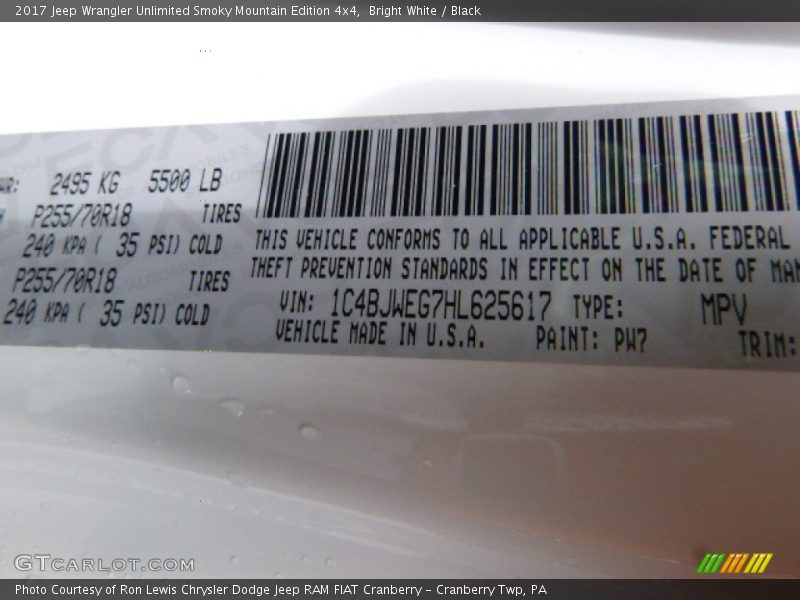 2017 Jeep Wrangler Unlimited Smoky Mountain Edition 4x4, Bright White / Black
2495 KG 5500 LB
P255/70R18 TIRES
240 KPA ( 35 PSI) COLD
P255/70R18 TIRES
240 KPA ( 35 PSI) COLD
THIS VEHICLE CONFORMS TO ALL APPLICABLE U.S.A. FEDERAL
THEFT PREVENTION STANDARDS IN EFFECT ON THE DATE OF MAN
VIN: 1C4BJWEG7HL625617 TYPE: MPV
VEHICLE MADE IN U.S.A. PAINT: PW7 TRIM:
GTCARLOT.COM
Photo Courtesy of Ron Lewis Chrysler Dodge Jeep RAM FIAT Cranberry – Cranberry Twp, PA